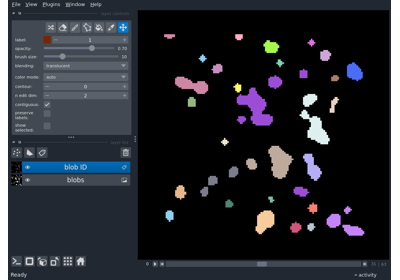 File View Plugins Window Help
label: 1
opacity: 0.70
brush size: 10
blending: translucent
color mode: auto
contour: 0
n edit dim: 2
contiguous:
preserve labels:
show selected:
blob ID
blobs
0
Ready
activity